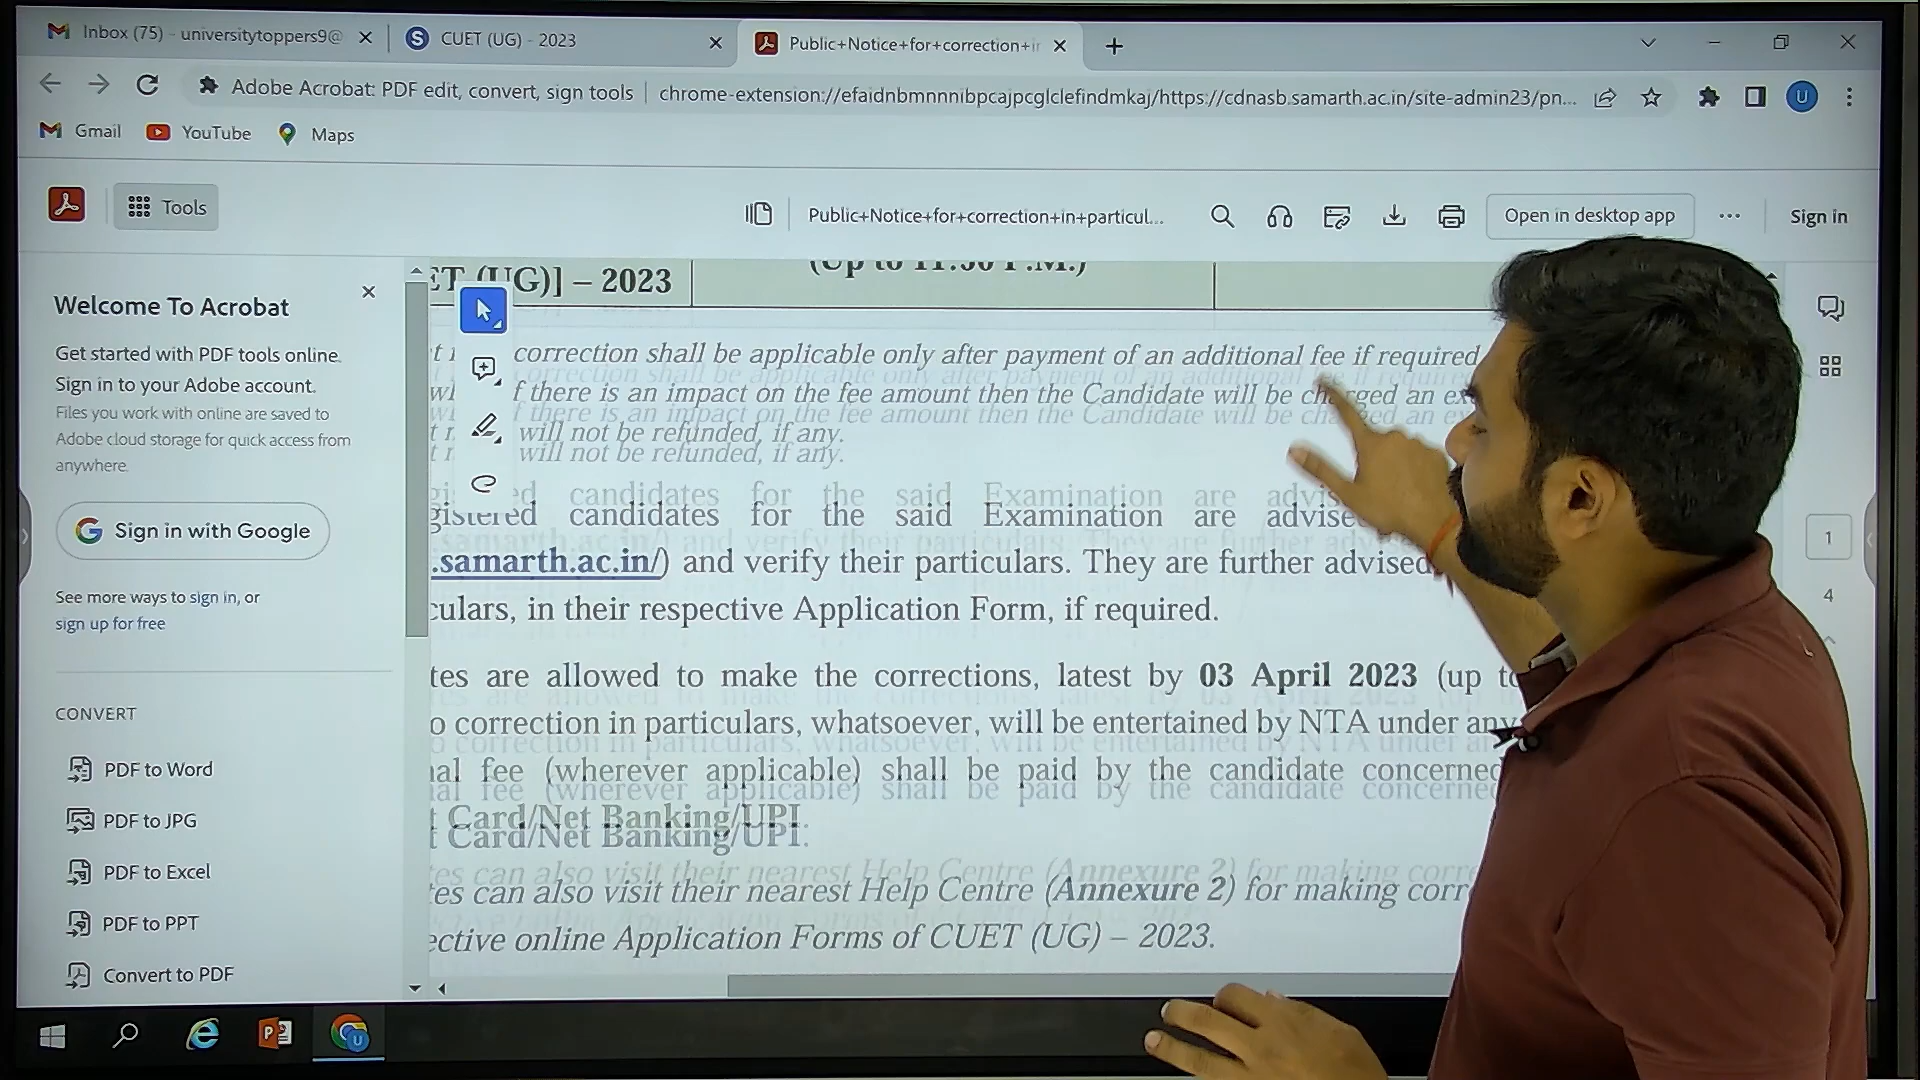 Inbox (75) - universitytoppers9@
CUET (UG) - 2023
Public+Notice+for+correction+ir
Adobe Acrobat: PDF edit, convert, sign tools
chrome-extension://efaidnbmnnnibpcajpcglclefindmkaj/https://cdnasb.samarth.ac.in/site-admin23/pn...
U
Gmail
YouTube
Maps
Tools
Public+Notice+for+correction+in+particul...
Open in desktop app
Sign in
Welcome To Acrobat
Get started with PDF tools online.
Sign in to your Adobe account.
Files you work with online are saved to
Adobe cloud storage for quick access from
anywhere.
Sign in with Google
See more ways to sign in, or
sign up for free
CONVERT
PDF to Word
PDF to JPG
PDF to Excel
PDF to PPT
Convert to PDF
(UG)] – 2023
correction shall be applicable only after payment of an additional fee if required
f there is an impact on the fee amount then the Candidate will be charged an
will not be refunded, if any.
candidates for the said Examination are
.samarth.ac.in/) and verify their particulars. They are further advised
culars, in their respective Application Form, if required.
tes are allowed to make the corrections, latest by 03 April 2023 (up
o correction in particulars, whatsoever, will be entertained by NTA under any
fee (wherever applicable) shall be paid by the candidate concerned
Card/Net Banking/UPI.
can also visit their nearest Help Centre (Annexure 2) for making
ective online Application Forms of CUET (UG) – 2023.
1
4